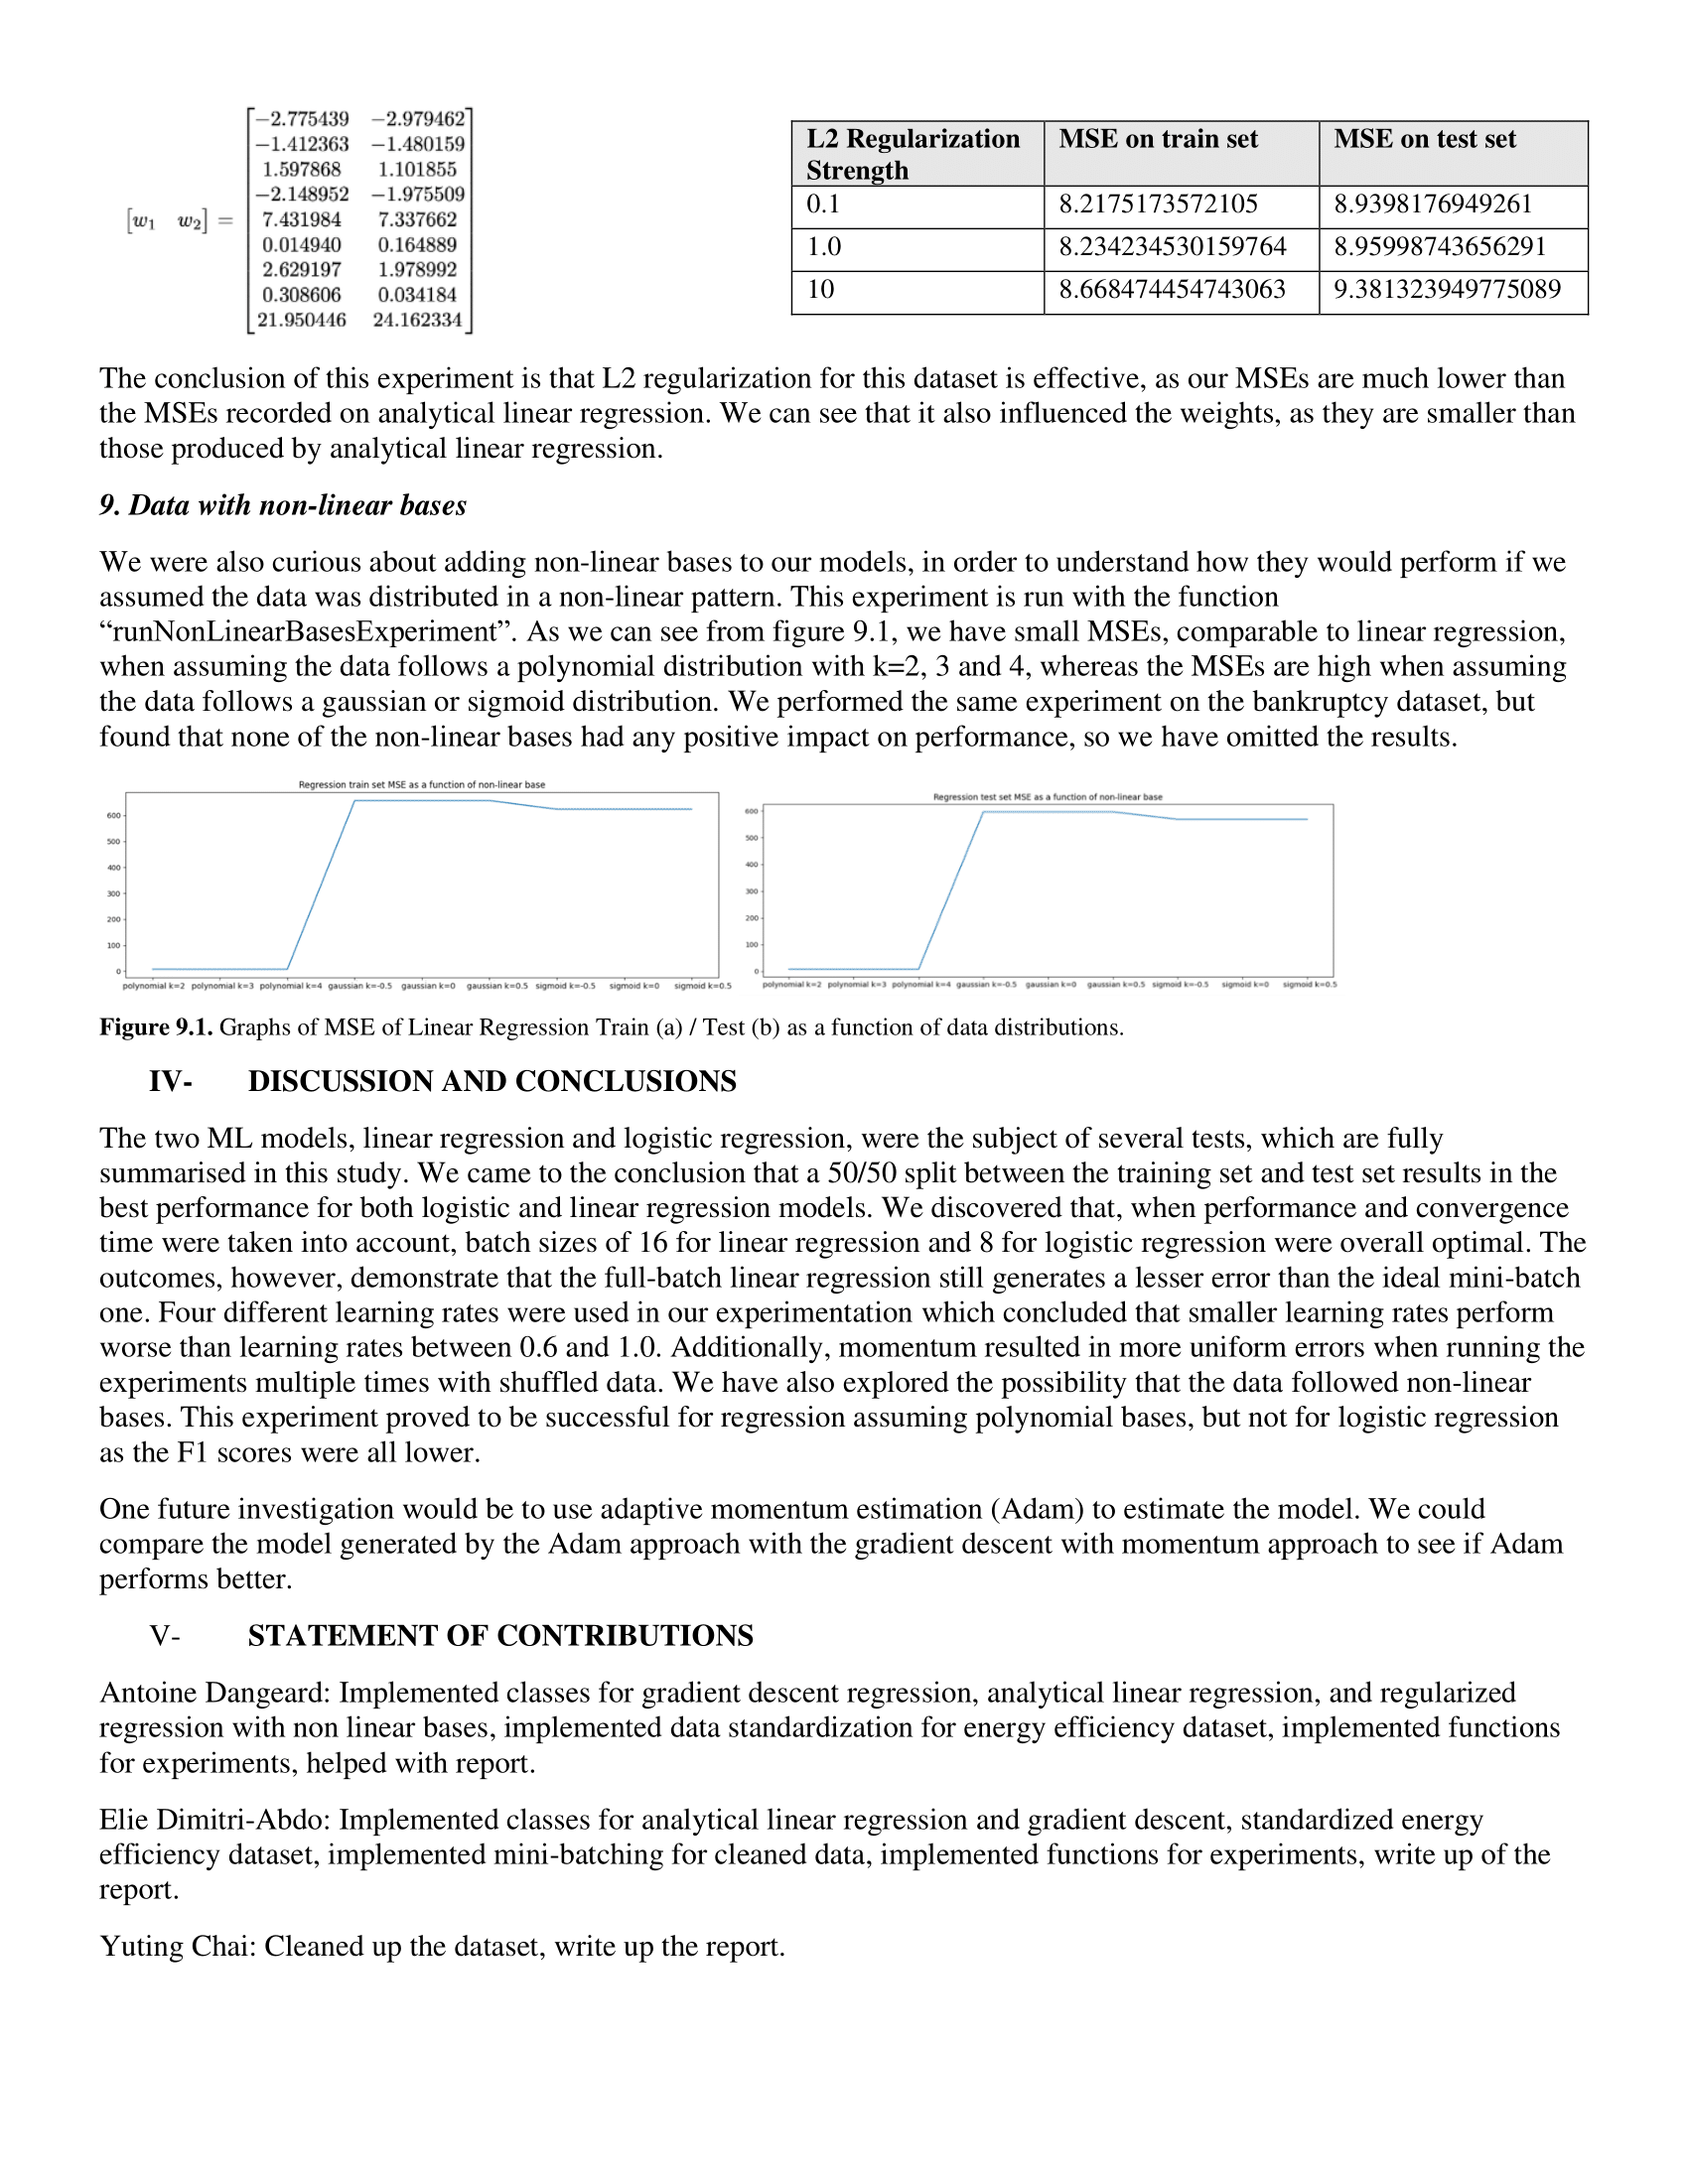 [w1 w2] =
−2.775439 −2.979462
−1.412363 −1.480159
1.597868 1.101855
−2.148952 −1.975509
7.431984 7.337662
0.014940 0.164889
2.629197 1.978992
0.308606 0.034184
21.950446 24.162334
L2 Regularization Strength MSE on train set MSE on test set
0.1 8.2175173572105 8.9398176949261
1.0 8.234234530159764 8.95998743656291
10 8.668474454743063 9.381323949775089
The conclusion of this experiment is that L2 regularization for this dataset is effective, as our MSEs are much lower than
the MSEs recorded on analytical linear regression. We can see that it also influenced the weights, as they are smaller than
those produced by analytical linear regression.
9. Data with non-linear bases
We were also curious about adding non-linear bases to our models, in order to understand how they would perform if we
assumed the data was distributed in a non-linear pattern. This experiment is run with the function
“runNonLinearBasesExperiment”. As we can see from figure 9.1, we have small MSEs, comparable to linear regression,
when assuming the data follows a polynomial distribution with k=2, 3 and 4, whereas the MSEs are high when assuming
the data follows a gaussian or sigmoid distribution. We performed the same experiment on the bankruptcy dataset, but
found that none of the non-linear bases had any positive impact on performance, so we have omitted the results.
Regression train set MSE as a function of non-linear base
600
500
400
300
200
100
0
polynomial k=2 polynomial k=3 polynomial k=4 gaussian k=-0.5 gaussian k=0 gaussian k=0.5 sigmoid k=-0.5 sigmoid k=0 sigmoid k=0.5
Regression test set MSE as a function of non-linear base
600
500
400
300
200
100
0
polynomial k=2 polynomial k=3 polynomial k=4 gaussian k=-0.5 gaussian k=0 gaussian k=0.5 sigmoid k=-0.5 sigmoid k=0 sigmoid k=0.5
Figure 9.1. Graphs of MSE of Linear Regression Train (a) / Test (b) as a function of data distributions.
IV- DISCUSSION AND CONCLUSIONS
The two ML models, linear regression and logistic regression, were the subject of several tests, which are fully
summarised in this study. We came to the conclusion that a 50/50 split between the training set and test set results in the
best performance for both logistic and linear regression models. We discovered that, when performance and convergence
time were taken into account, batch sizes of 16 for linear regression and 8 for logistic regression were overall optimal. The
outcomes, however, demonstrate that the full-batch linear regression still generates a lesser error than the ideal mini-batch
one. Four different learning rates were used in our experimentation which concluded that smaller learning rates perform
worse than learning rates between 0.6 and 1.0. Additionally, momentum resulted in more uniform errors when running the
experiments multiple times with shuffled data. We have also explored the possibility that the data followed non-linear
bases. This experiment proved to be successful for regression assuming polynomial bases, but not for logistic regression
as the F1 scores were all lower.
One future investigation would be to use adaptive momentum estimation (Adam) to estimate the model. We could
compare the model generated by the Adam approach with the gradient descent with momentum approach to see if Adam
performs better.
V- STATEMENT OF CONTRIBUTIONS
Antoine Dangeard: Implemented classes for gradient descent regression, analytical linear regression, and regularized
regression with non linear bases, implemented data standardization for energy efficiency dataset, implemented functions
for experiments, helped with report.
Elie Dimitri-Abdo: Implemented classes for analytical linear regression and gradient descent, standardized energy
efficiency dataset, implemented mini-batching for cleaned data, implemented functions for experiments, write up of the
report.
Yuting Chai: Cleaned up the dataset, write up the report.